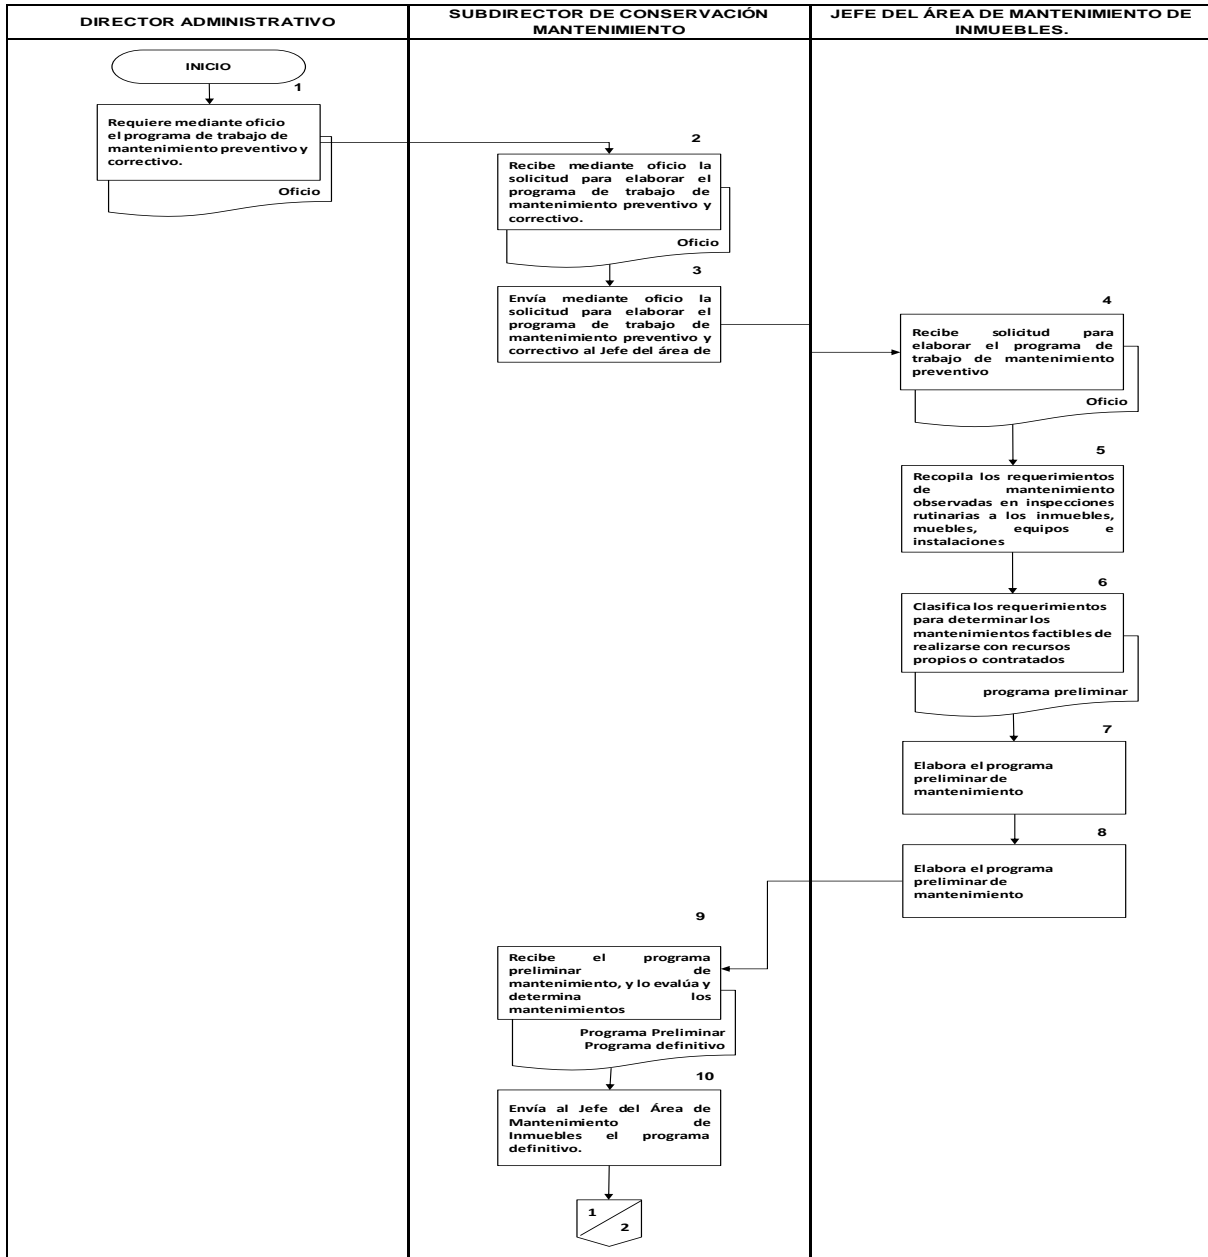 DIRECTOR ADMINISTRATIVO
SUBDIRECTOR DE CONSERVACIÓN
MANTENIMIENTO
JEFE DEL ÁREA DE MANTENIMIENTO DE
INMUEBLES.
INICIO
1
Requiere mediante oficio
el programa de trabajo de
mantenimiento preventivo y
correctivo.
Oficio
2
Recibe mediante oficio la
solicitud para elaborar el
programa de trabajo de
mantenimiento preventivo y
correctivo.
Oficio
3
Envía mediante oficio la
solicitud para elaborar el
programa de trabajo de
mantenimiento preventivo y
correctivo al Jefe del área de
4
Recibe solicitud para
elaborar el programa de
trabajo de mantenimiento
preventivo
Oficio
5
Recopila los requerimientos
de mantenimiento
observadas en inspecciones
rutinarias a los inmuebles,
muebles, equipos e
instalaciones
6
Clasifica los requerimientos
para determinar los
mantenimientos factibles de
realizarse con recursos
propios o contratados
programa preliminar
7
Elabora el programa
preliminar de
mantenimiento
8
Elabora el programa
preliminar de
mantenimiento
9
Recibe el programa
preliminar de
mantenimiento, y lo evalúa y
determina los
mantenimientos
Programa Preliminar
Programa definitivo
10
Envía al Jefe del Área de
Mantenimiento de
Inmuebles el programa
definitivo.
1
2